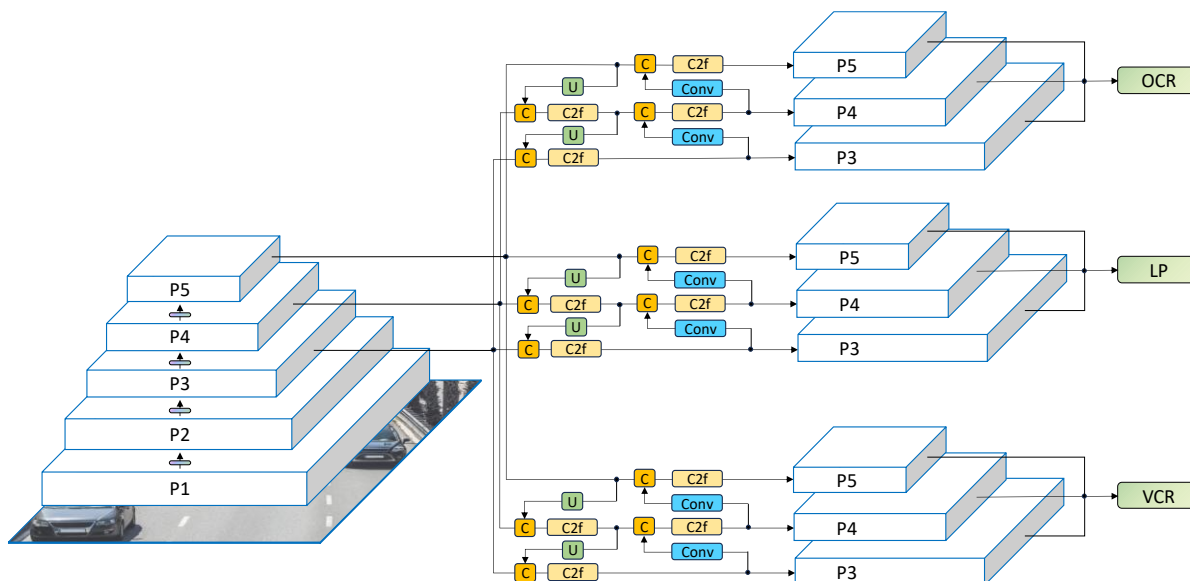 C C2f P5
U Conv OCR
C C2f C C2f P4
U Conv
C C2f P3
C C2f P5
U Conv LP
P5 C C2f C C2f P4
P4 U Conv
C C2f P3
P3
P2
C C2f P5
P1 U Conv VCR
C C2f C C2f P4
U Conv
C C2f P3